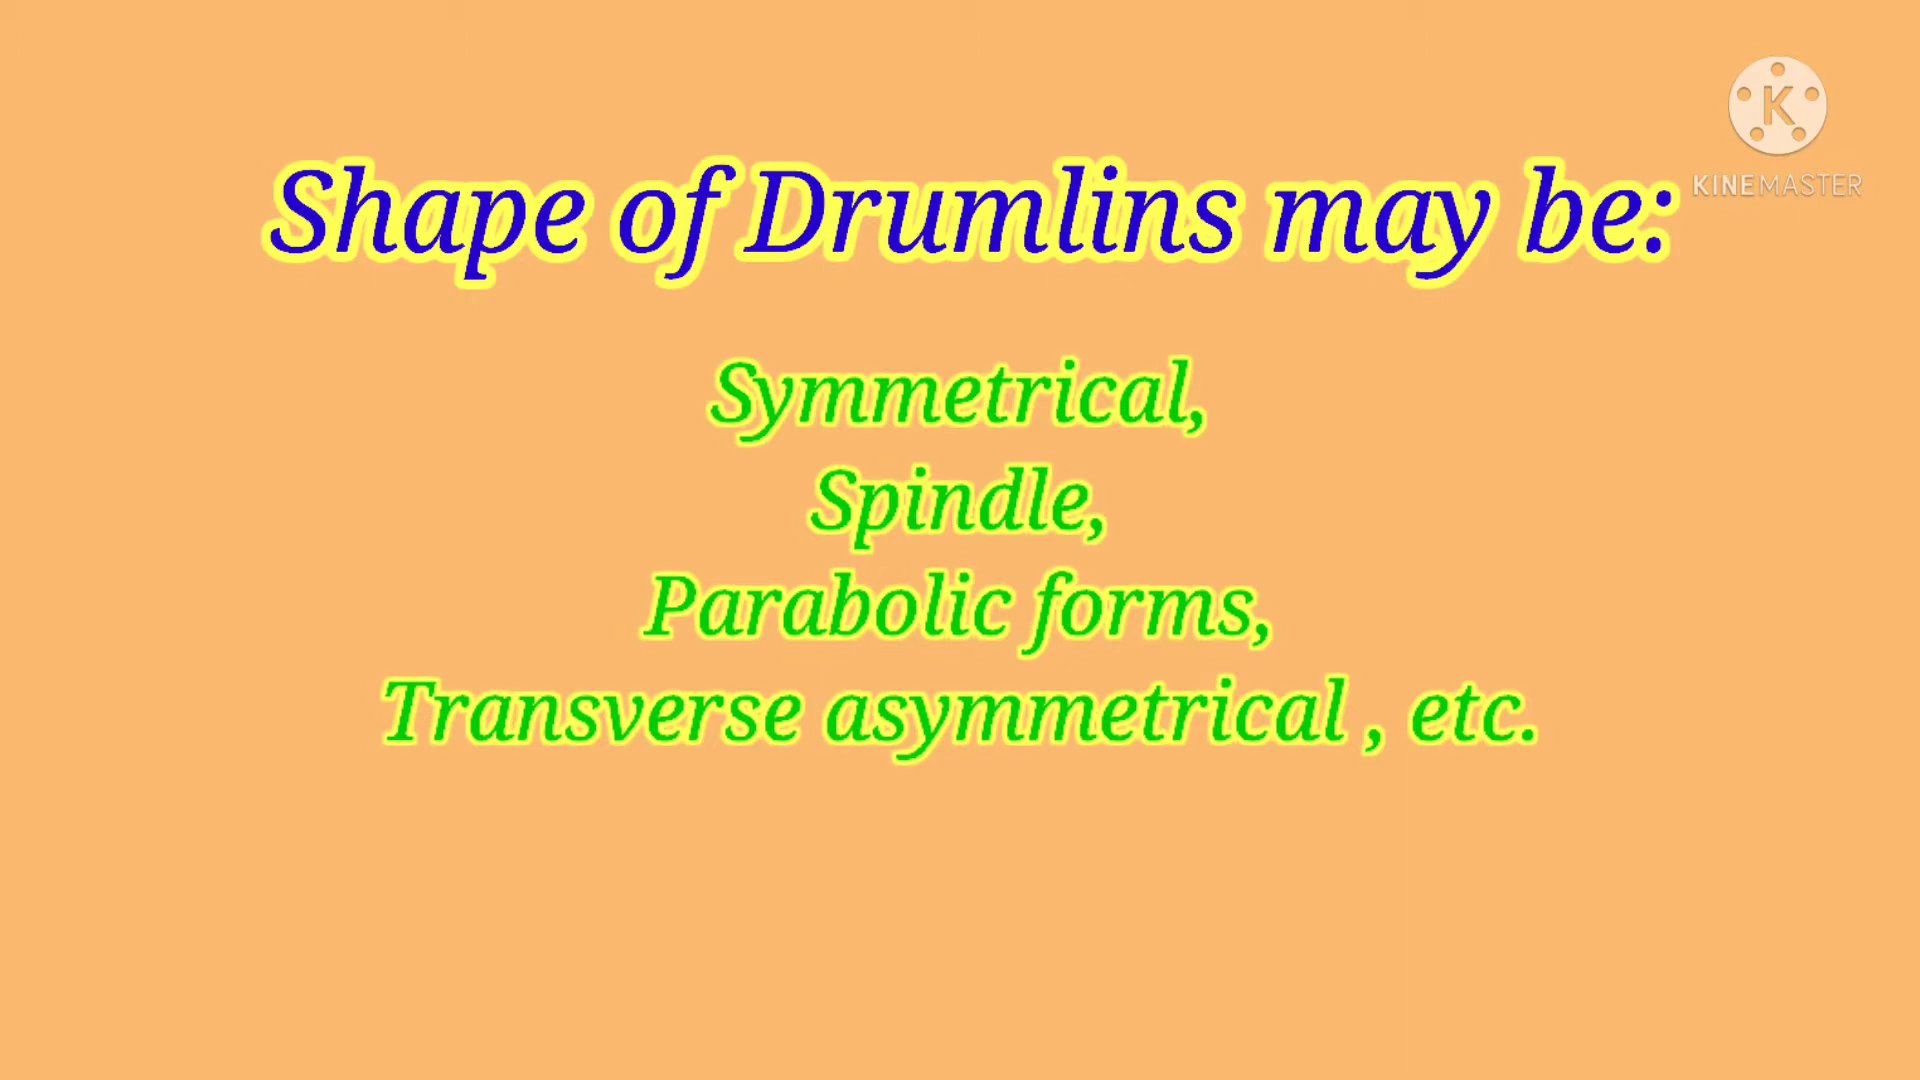 Shape of Drumlins may be:
Symmetrical,
Spindle,
Parabolic forms,
Transverse asymmetrical , etc.
K
KINEMASTER